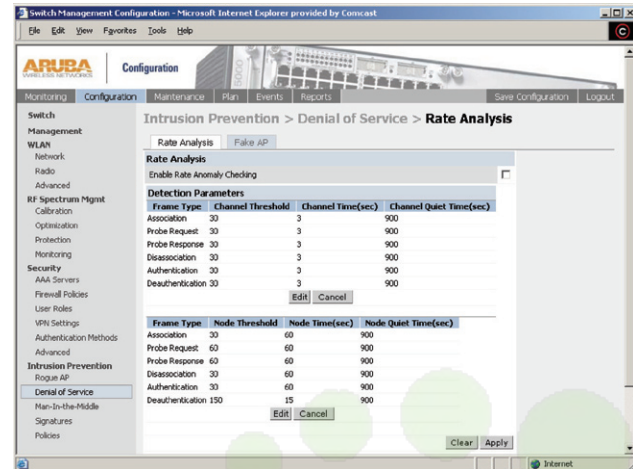 Switch Management Configuration - Microsoft Internet Explorer provided by Comcast
File Edit View Favorites Tools Help
ARUBA
WIRELESS NETWORKS
Configuration
5000
Monitoring Configuration Maintenance Plan Events Reports Save Configuration Logout
Switch
Management
WLAN
Network
Radio
Advanced
RF Spectrum Mgmt
Calibration
Optimization
Protection
Monitoring
Security
AAA Servers
Firewall Policies
User Roles
VPN Settings
Authentication Methods
Advanced
Intrusion Prevention
Rogue AP
Denial of Service
Man-In-the-Middle
Signatures
Policies
Intrusion Prevention > Denial of Service > Rate Analysis
Rate Analysis Fake AP
Rate Analysis
Enable Rate Anomaly Checking
Detection Parameters
Frame Type Channel Threshold Channel Time(sec) Channel Quiet Time(sec)
Association 30 3 900
Probe Request 30 3 900
Probe Response 30 3 900
Disassociation 30 3 900
Authentication 30 3 900
Deauthentication 30 3 900
Edit Cancel
Frame Type Node Threshold Node Time(sec) Node Quiet Time(sec)
Association 30 60 900
Probe Request 60 60 900
Probe Response 60 60 900
Disassociation 30 60 900
Authentication 30 60 900
Deauthentication 150 15 900
Edit Cancel
Clear Apply
Internet